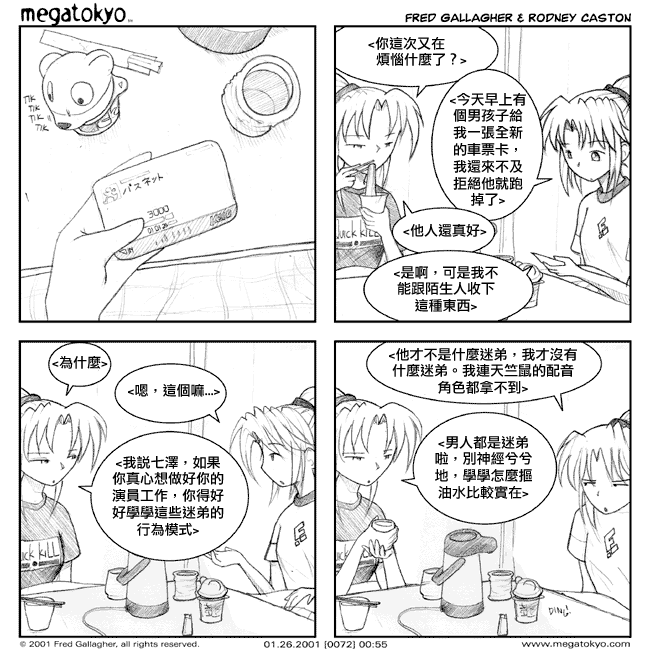 megatokyo
FRED GALLAGHER & RODNEY CASTON
TIK
TIK
TIK
TIK
パスネット
3000
<你這次又在
煩惱什麼了?>
<今天早上有
個男孩子給
我一張全新
的車票卡,
我還來不及
拒絕他就跑
掉了>
<他人還真好>
<是啊,可是我不
能跟陌生人收下
這種東西>
QUICK KILL
E
<為什麼>
<嗯,這個嘛...>
<我説七澤,如果
你真心想做好你的
演員工作,你得好
好學學這些迷弟的
行為模式>
QUICK KILL
E
<他才不是什麼迷弟,我才沒有
什麼迷弟。我連天竺鼠的配音
角色都拿不到>
<男人都是迷弟
啦,別神經兮兮
地,學學怎麼摳
油水比較實在>
E
DING!
© 2001 Fred Gallagher, all rights reserved.
01.26.2001 [0072] 00:55
www.megatokyo.com